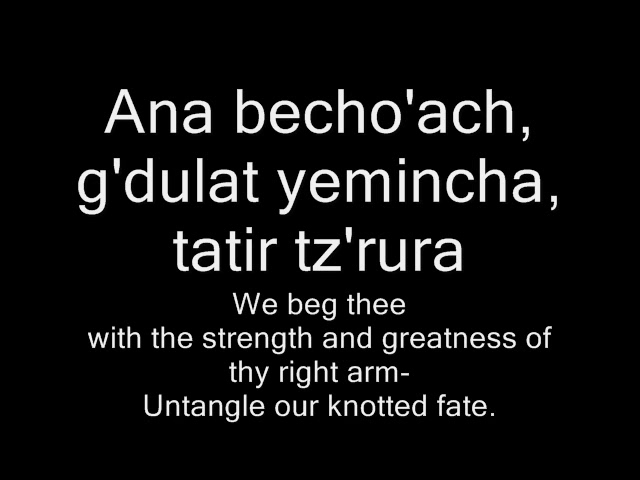 Ana becho'ach,
g'dulat yemincha,
tatir tz'rura
We beg thee
with the strength and greatness of
thy right arm-
Untangle our knotted fate.